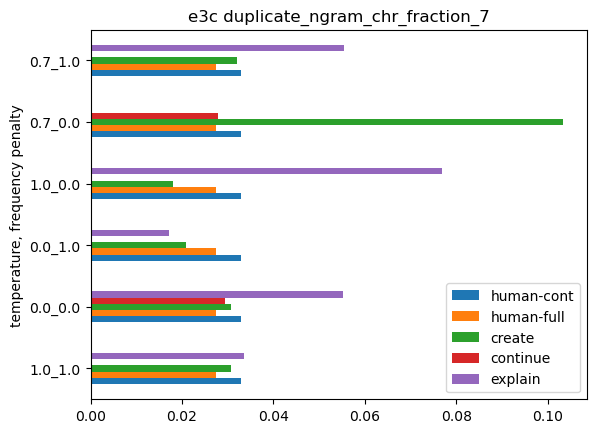 e3c duplicate_ngram_chr_fraction_7
temperature, frequency penalty
0.7_1.0
0.7_0.0
1.0_0.0
0.0_1.0
0.0_0.0
1.0_1.0
human-cont
human-full
create
continue
explain
0.00 0.02 0.04 0.06 0.08 0.10